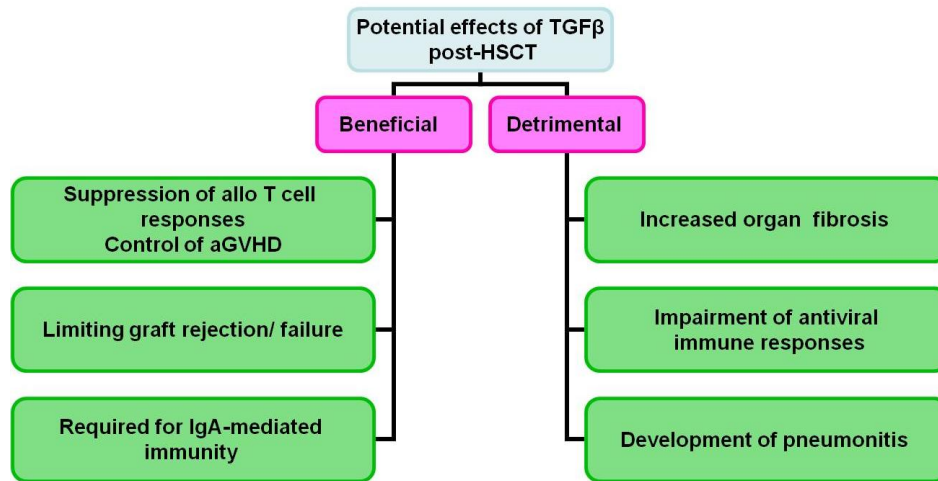 Potential effects of TGFβ
post-HSCT
Beneficial
Detrimental
Suppression of allo T cell
responses
Control of aGVHD
Limiting graft rejection/ failure
Required for IgA-mediated
immunity
Increased organ fibrosis
Impairment of antiviral
immune responses
Development of pneumonitis